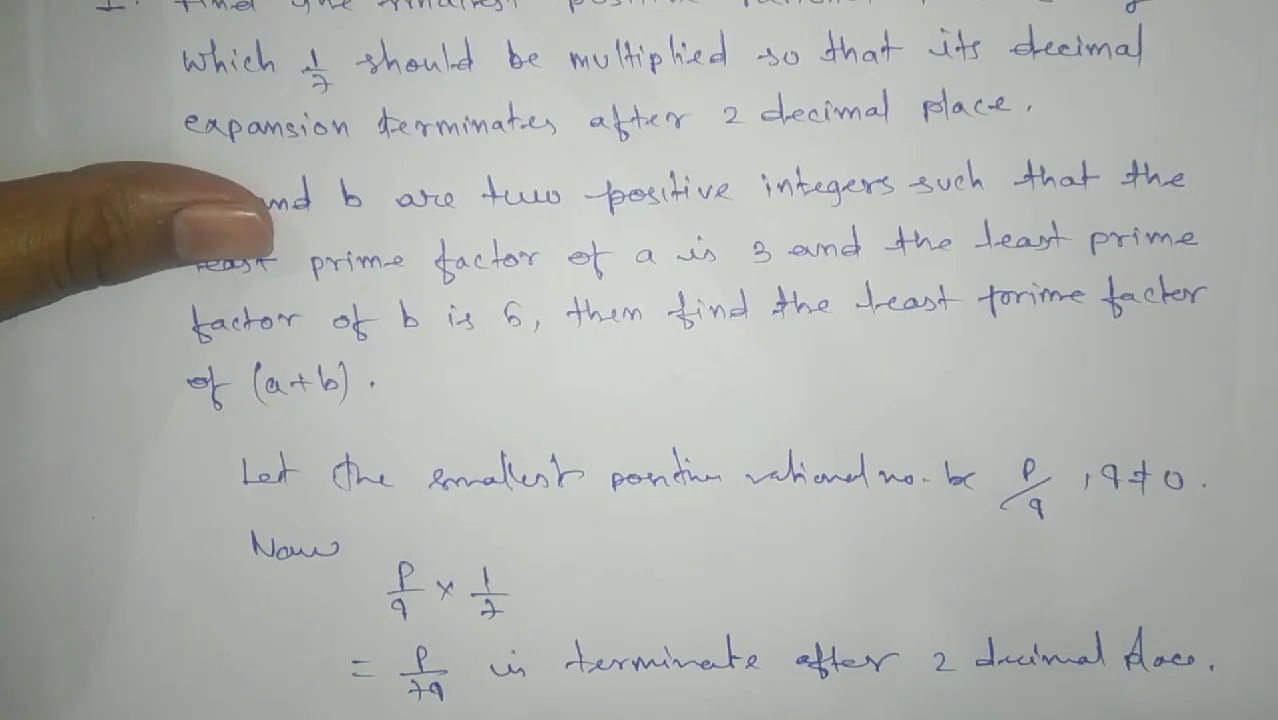 which 1/7 should be multiplied so that its decimal
expansion terminates after 2 decimal place.
b are two positive integers such that the
least prime factor of a is 3 and the least prime
factor of b is 5, then find the least prime factor
of (a+b).
Let the smallest positive rational no. be p/q , q≠0.
Now
p/q × 1/7
= p/7q is terminate after 2 decimal place.